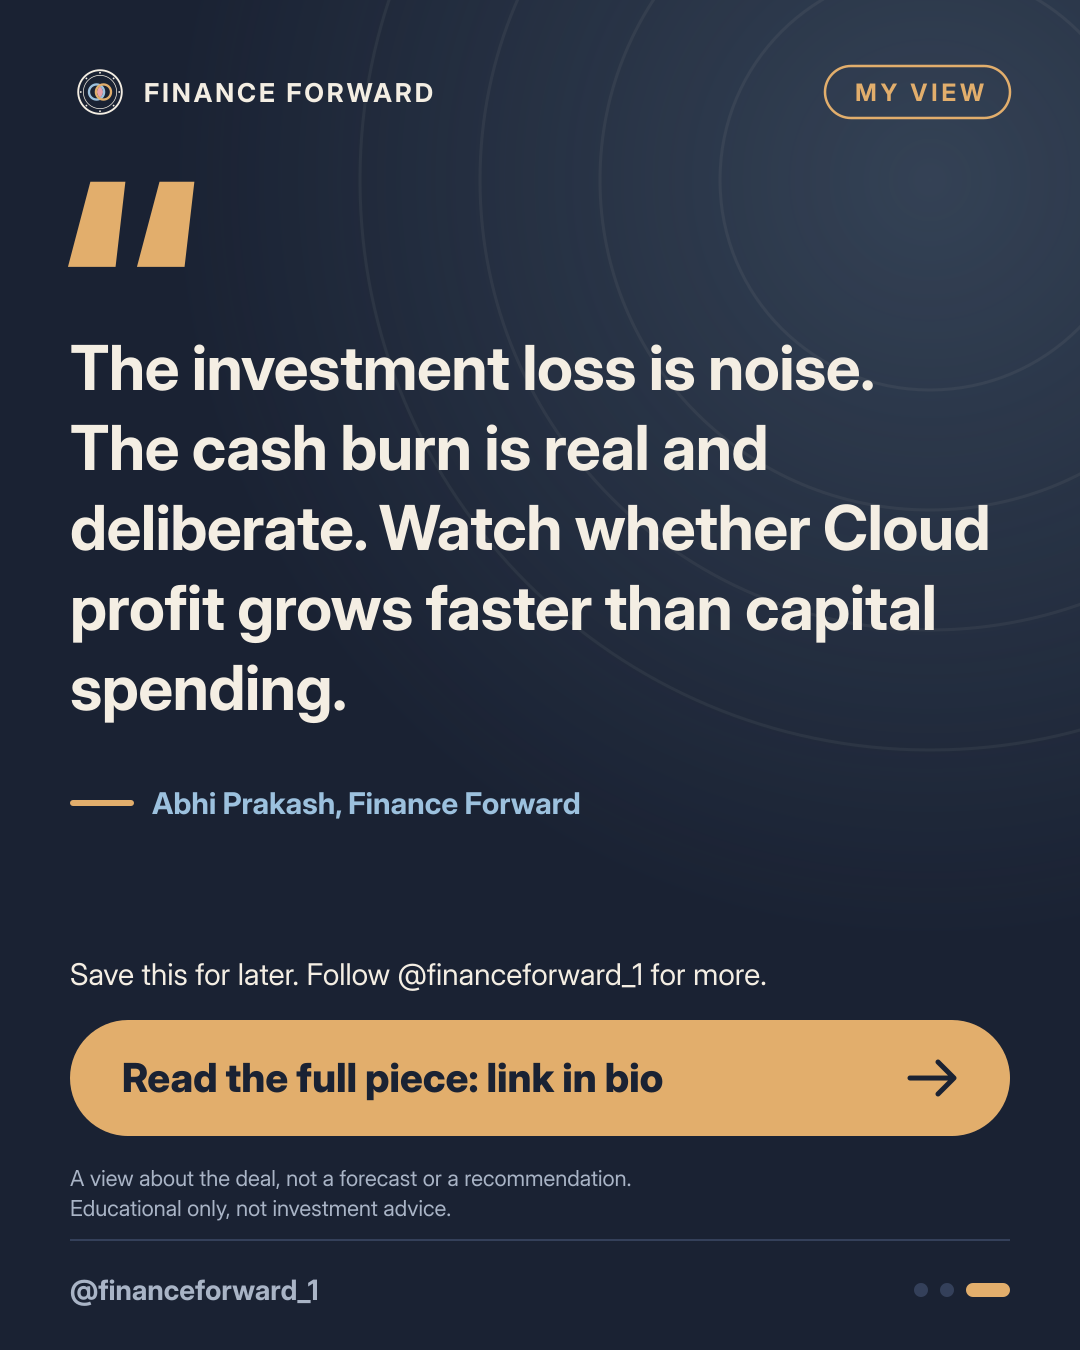 FINANCE FORWARD
MY VIEW
"
The investment loss is noise.
The cash burn is real and
deliberate. Watch whether Cloud
profit grows faster than capital
spending.
Abhi Prakash, Finance Forward
Save this for later. Follow @financeforward_1 for more.
Read the full piece: link in bio
A view about the deal, not a forecast or a recommendation.
Educational only, not investment advice.
@financeforward_1